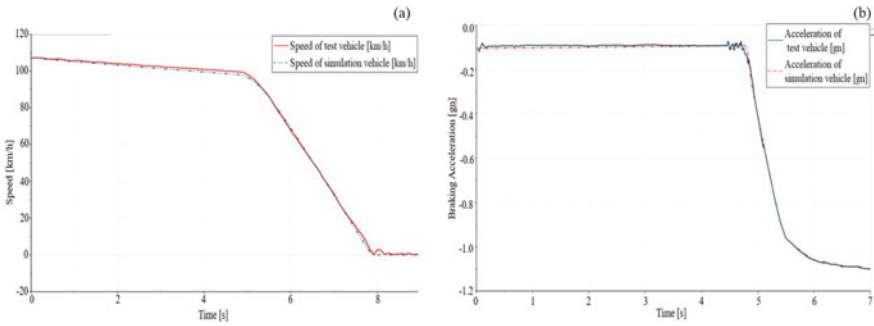 (a)
120
100
80
60
40
20
0
-20
Speed [km/h]
Speed of test vehicle [km/h]
Speed of simulation vehicle [km/h]
0
2
4
6
8
Time [s]
(b)
0.0
-0.2
-0.4
-0.6
-0.8
-1.0
-1.2
Braking Acceleration [gn]
Acceleration of
test vehicle [gn]
Acceleration of
simulation vehicle [gn]
0
1
2
3
4
5
6
7
Time [s]